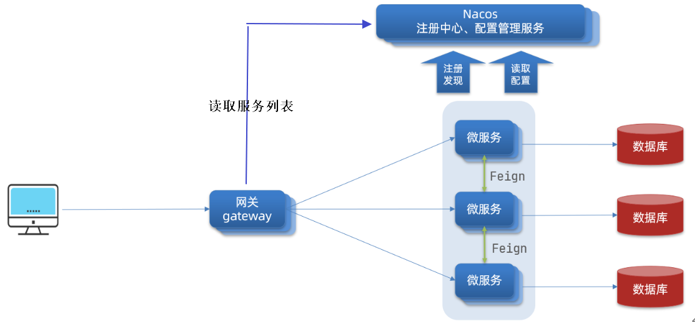 Nacos
注册中心、配置管理服务
注册
发现
读取
配置
读取服务列表
微服务
数据库
Feign
网关
gateway
微服务
数据库
Feign
微服务
数据库